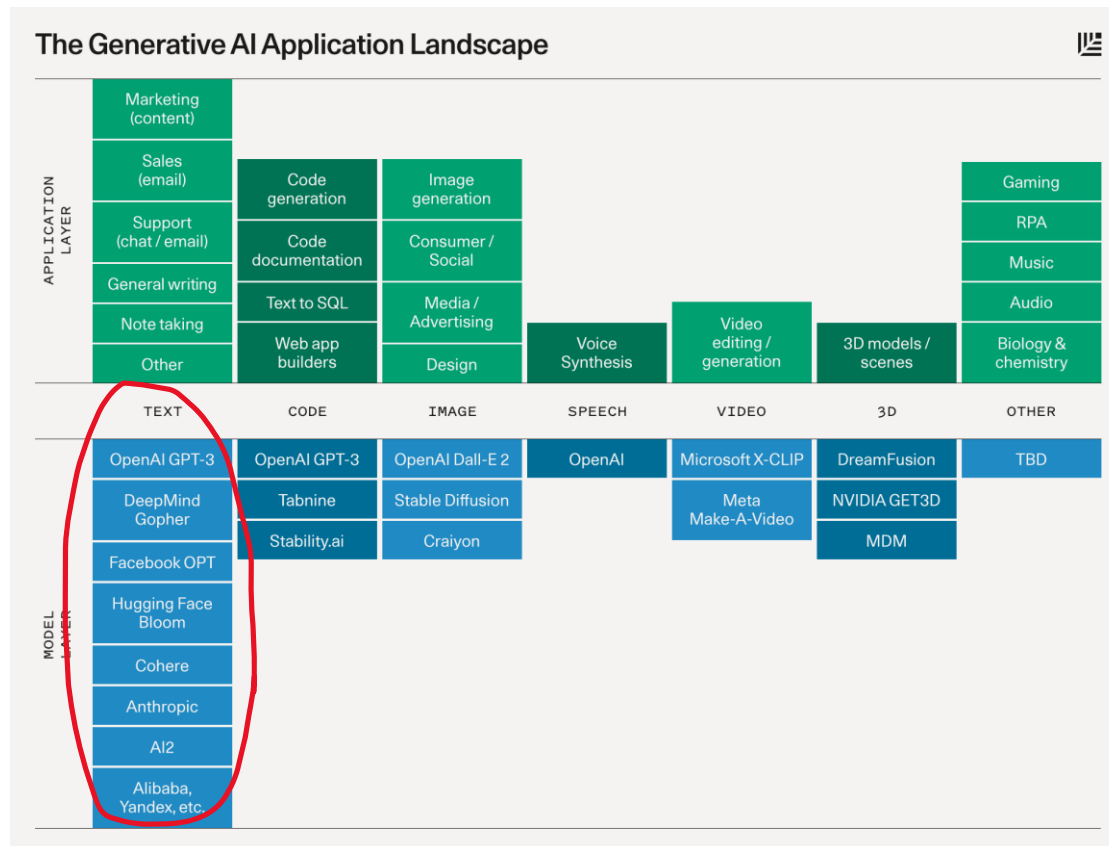 The Generative AI Application Landscape
APPLICATION
LAYER
Marketing
(content)
Sales
(email)
Support
(chat / email)
General writing
Note taking
Other
Code
generation
Code
documentation
Text to SQL
Web app
builders
Image
generation
Consumer /
Social
Media /
Advertising
Design
Voice
Synthesis
Video
editing /
generation
3D models /
scenes
Gaming
RPA
Music
Audio
Biology &
chemistry
TEXT
CODE
IMAGE
SPEECH
VIDEO
3D
OTHER
MODEL
LAYER
OpenAI GPT-3
DeepMind
Gopher
Facebook OPT
Hugging Face
Bloom
Cohere
Anthropic
AI2
Alibaba,
Yandex, etc.
OpenAI GPT-3
Tabnine
Stability.ai
OpenAI Dall-E 2
Stable Diffusion
Craiyon
OpenAI
Microsoft X-CLIP
Meta
Make-A-Video
DreamFusion
NVIDIA GET3D
MDM
TBD